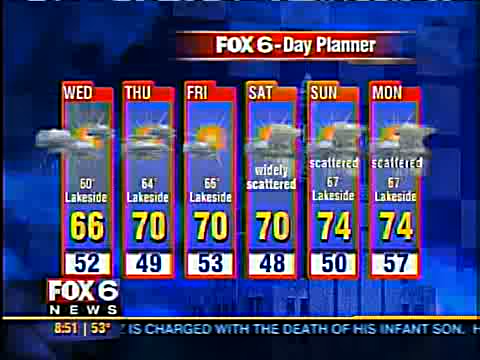 FOX 6-Day Planner
WED THU FRI SAT SUN MON
widely
scattered
scattered
scattered
60° 64° 65° 67 67
Lakeside Lakeside Lakeside Lakeside Lakeside
66 70 70 70 74 74
52 49 53 48 50 57
FOX 6
NEWS
8:51 53° IS CHARGED WITH THE DEATH OF HIS INFANT SON.